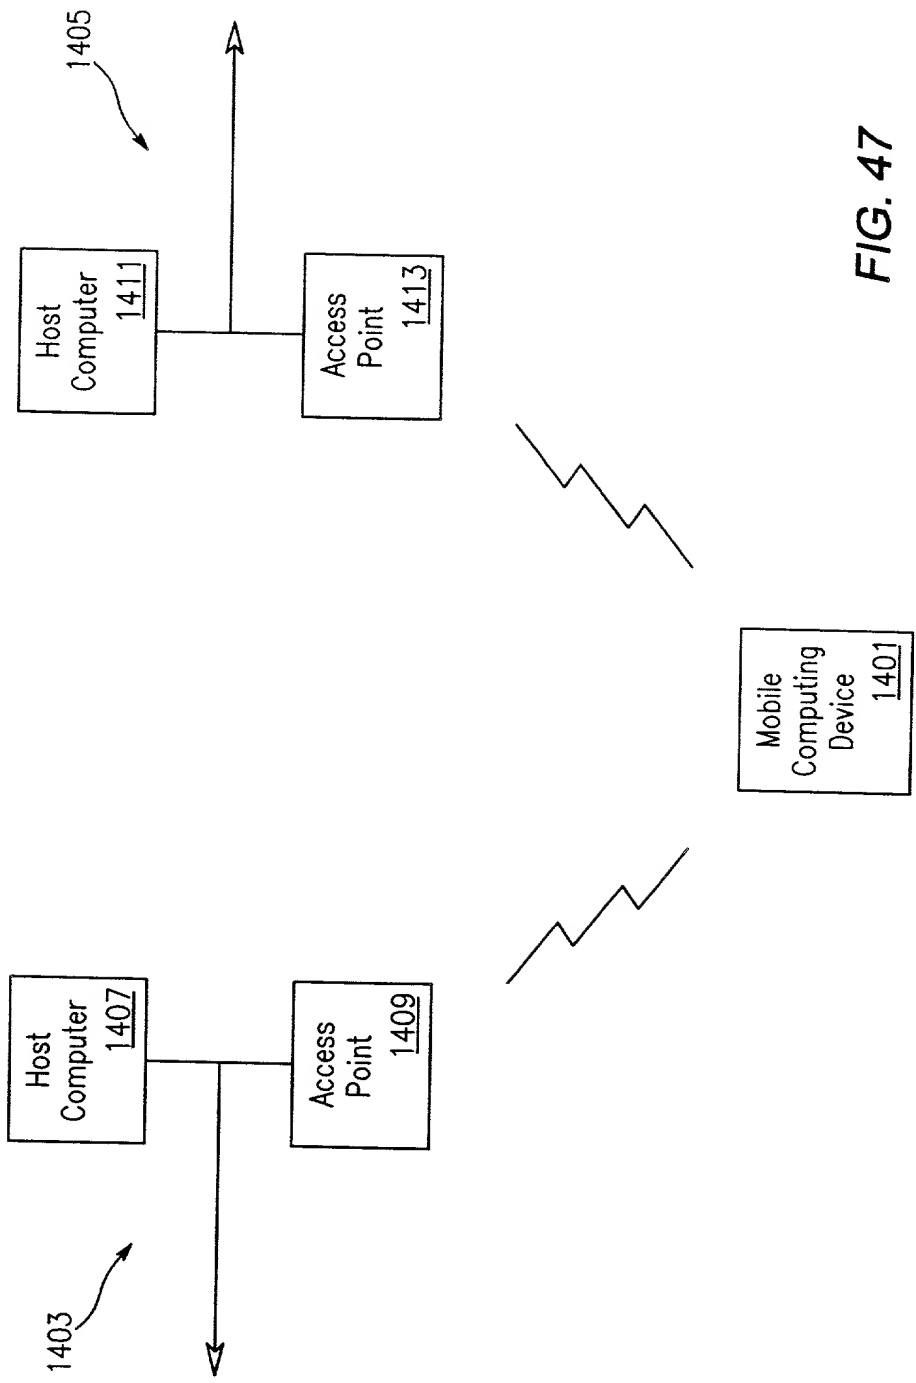 1403
1405
Host
Computer
1407
Host
Computer
1411
Access
Point
1409
Access
Point
1413
Mobile
Computing
Device
1401
FIG. 47